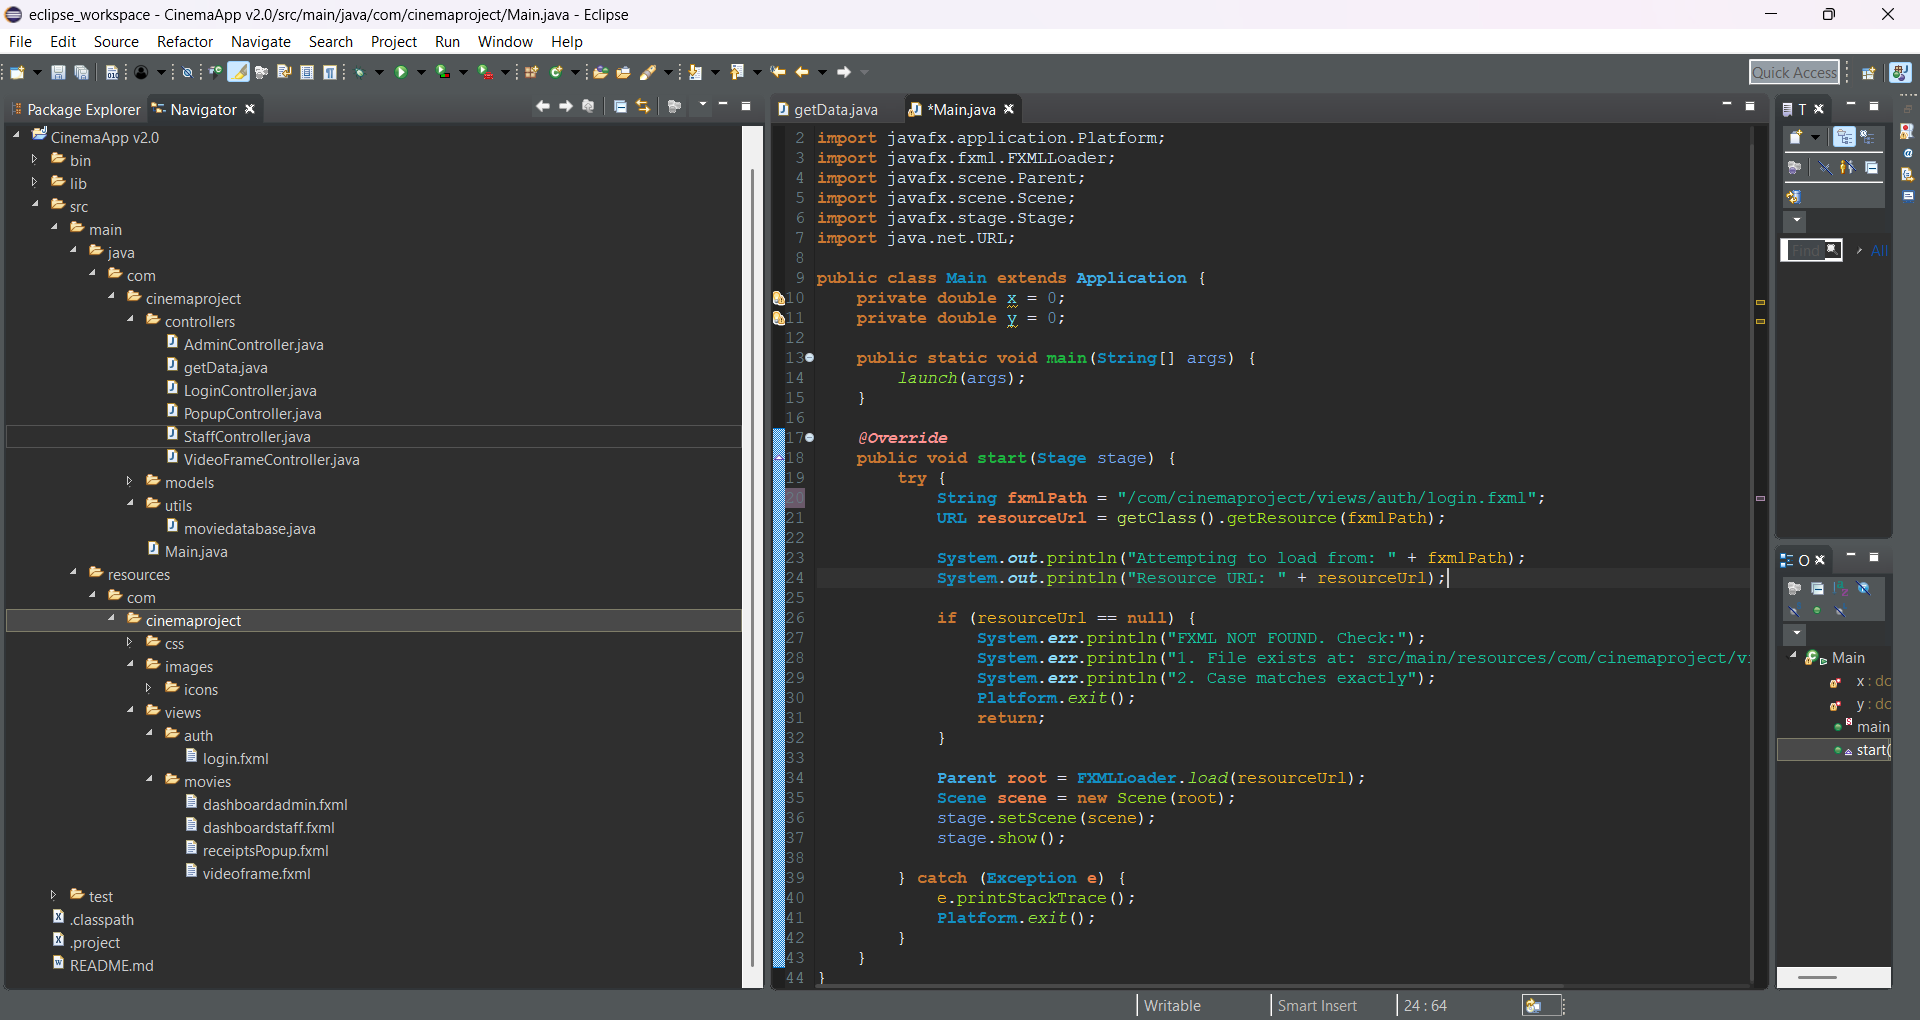 eclipse_workspace - CinemaApp v2.0/src/main/java/com/cinemaproject/Main.java - Eclipse
File Edit Source Refactor Navigate Search Project Run Window Help
Quick Access
Package Explorer
Navigator
CinemaApp v2.0
bin
lib
src
main
java
com
cinemaproject
controllers
AdminController.java
getData.java
LoginController.java
PopupController.java
StaffController.java
VideoFrameController.java
models
utils
moviedatabase.java
Main.java
resources
com
cinemaproject
css
images
icons
views
auth
login.fxml
movies
dashboardadmin.fxml
dashboardstaff.fxml
receiptsPopup.fxml
videoframe.fxml
test
.classpath
.project
README.md
getData.java
*Main.java
2 import javafx.application.Platform;
3 import javafx.fxml.FXMLLoader;
4 import javafx.scene.Parent;
5 import javafx.scene.Scene;
6 import javafx.stage.Stage;
7 import java.net.URL;
8
9 public class Main extends Application {
10 private double x = 0;
11 private double y = 0;
12
13 public static void main(String[] args) {
14 launch(args);
15 }
16
17 @Override
18 public void start(Stage stage) {
19 try {
20 String fxmlPath = "/com/cinemaproject/views/auth/login.fxml";
21 URL resourceUrl = getClass().getResource(fxmlPath);
22
23 System.out.println("Attempting to load from: " + fxmlPath);
24 System.out.println("Resource URL: " + resourceUrl);
25
26 if (resourceUrl == null) {
27 System.err.println("FXML NOT FOUND. Check:");
28 System.err.println("1. File exists at: src/main/resources/com/cinemaproject/v
29 System.err.println("2. Case matches exactly");
30 Platform.exit();
31 return;
32 }
33
34 Parent root = FXMLLoader.load(resourceUrl);
35 Scene scene = new Scene(root);
36 stage.setScene(scene);
37 stage.show();
38
39 } catch (Exception e) {
40 e.printStackTrace();
41 Platform.exit();
42 }
43 }
44 }
T
Find
All
O
Main
x : do
y : do
main
start(
Writable
Smart Insert
24 : 64